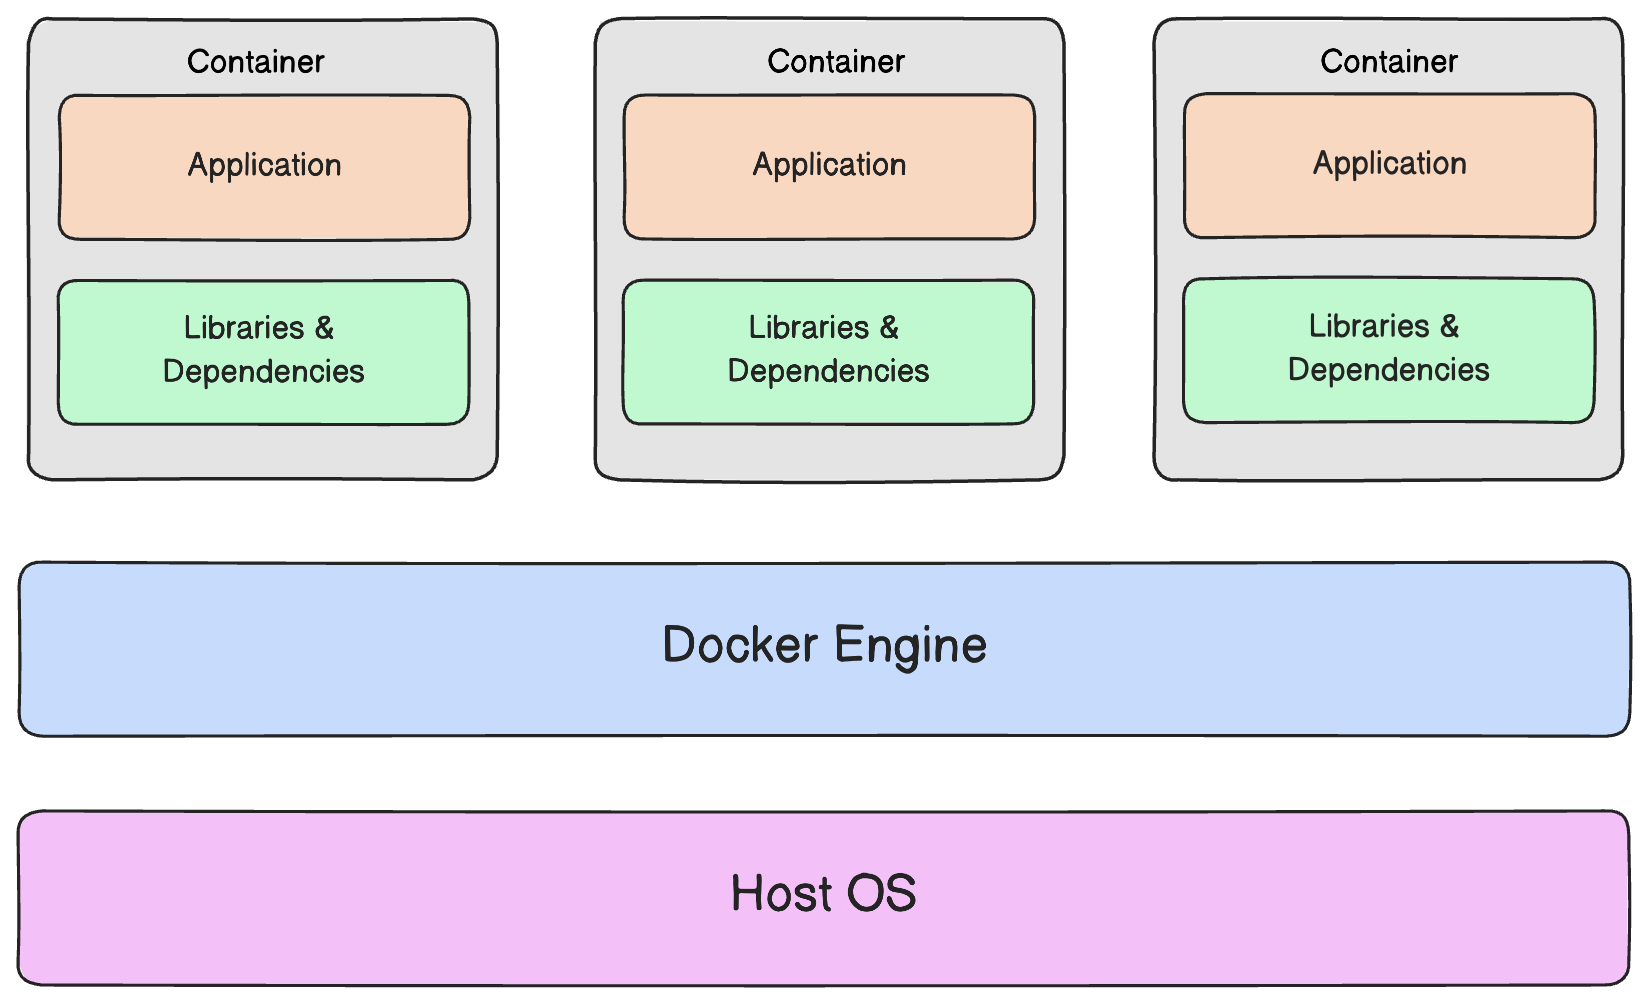 Container
Application
Libraries &
Dependencies
Container
Application
Libraries &
Dependencies
Container
Application
Libraries &
Dependencies
Docker Engine
Host OS